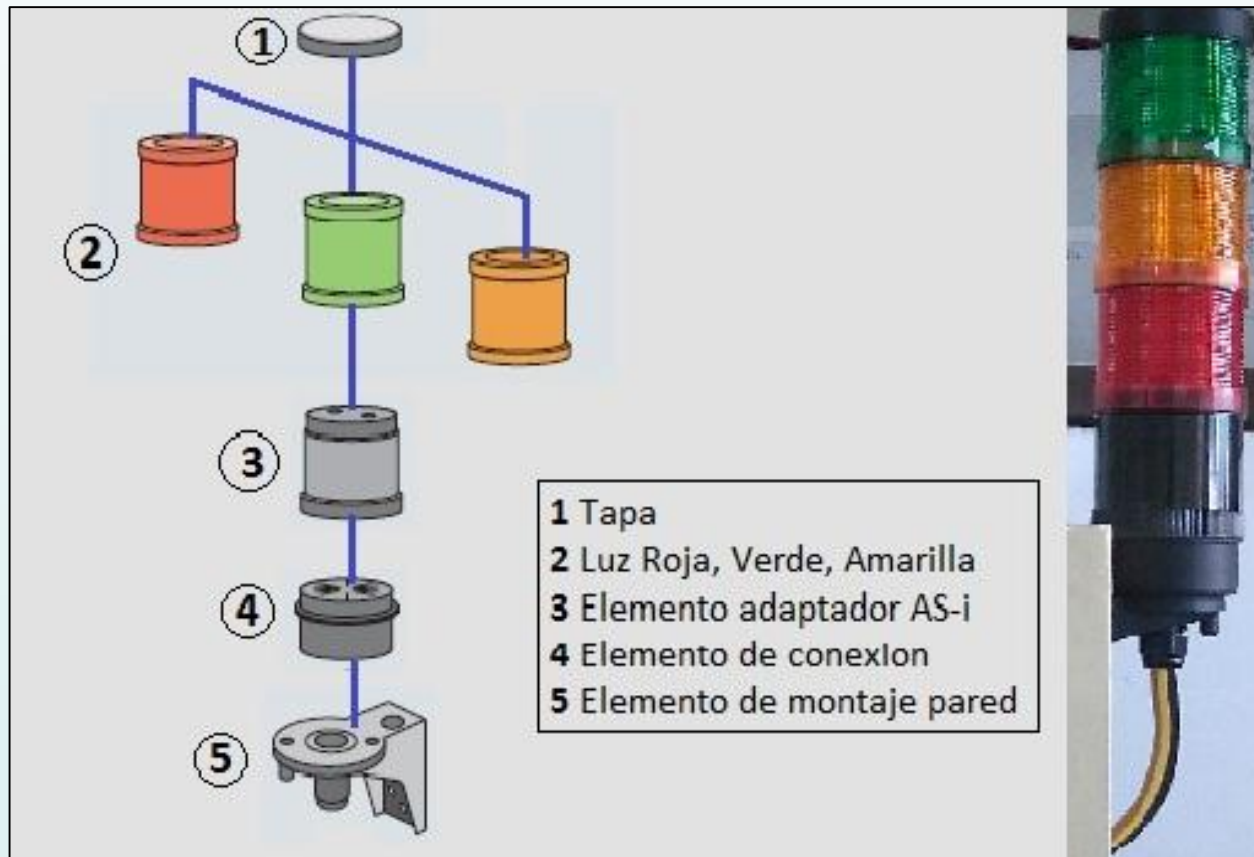 1
2
3
4
5
1 Tapa
2 Luz Roja, Verde, Amarilla
3 Elemento adaptador AS-i
4 Elemento de conexIon
5 Elemento de montaje pared